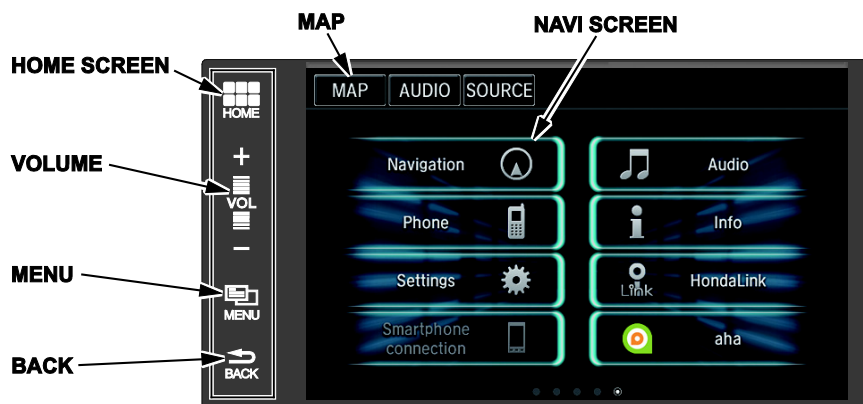 MAP
NAVI SCREEN
HOME SCREEN
HOME
MAP AUDIO SOURCE
VOLUME
+
VOL
−
Navigation
Audio
Phone
Info
Settings
Link
HondaLink
Smartphone
connection
aha
MENU
MENU
BACK
BACK